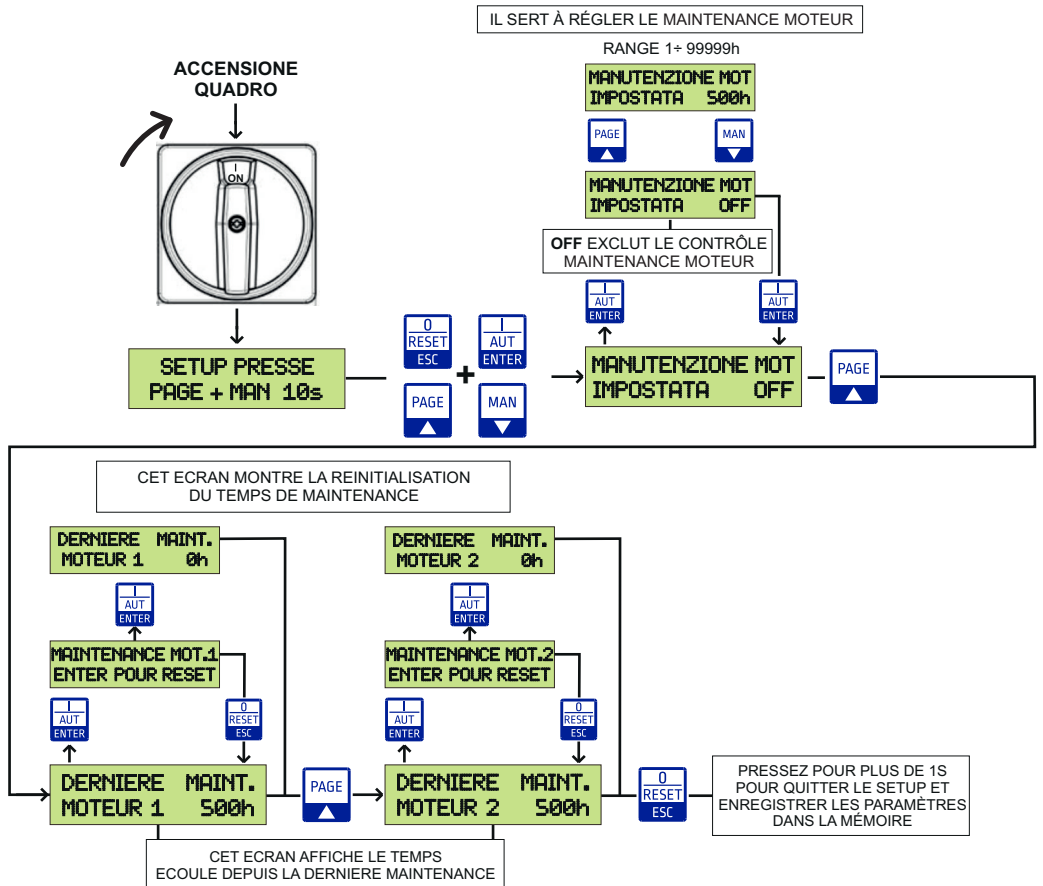 IL SERT À RÉGLER LE MAINTENANCE MOTEUR
RANGE 1÷ 99999h
MANUTENZIONE MOT
IMPOSTATA 500h
PAGE
MAN
ACCENSIONE
QUADRO
I
ON
MANUTENZIONE MOT
IMPOSTATA OFF
OFF EXCLUT LE CONTRÔLE
MAINTENANCE MOTEUR
I
AUT
ENTER
I
AUT
ENTER
SETUP PRESSE
PAGE + MAN 10s
0
RESET
ESC
+
I
AUT
ENTER
PAGE
MAN
MANUTENZIONE MOT
IMPOSTATA OFF
PAGE
CET ECRAN MONTRE LA REINITIALISATION
DU TEMPS DE MAINTENANCE
DERNIERE MAINT.
MOTEUR 1 0h
I
AUT
ENTER
MAINTENANCE MOT.1
ENTER POUR RESET
I
AUT
ENTER
0
RESET
ESC
DERNIERE MAINT.
MOTEUR 1 500h
PAGE
DERNIERE MAINT.
MOTEUR 2 0h
I
AUT
ENTER
MAINTENANCE MOT.2
ENTER POUR RESET
I
AUT
ENTER
0
RESET
ESC
DERNIERE MAINT.
MOTEUR 2 500h
0
RESET
ESC
PRESSEZ POUR PLUS DE 1S
POUR QUITTER LE SETUP ET
ENREGISTRER LES PARAMÈTRES
DANS LA MÉMOIRE
CET ECRAN AFFICHE LE TEMPS
ECOULE DEPUIS LA DERNIERE MAINTENANCE